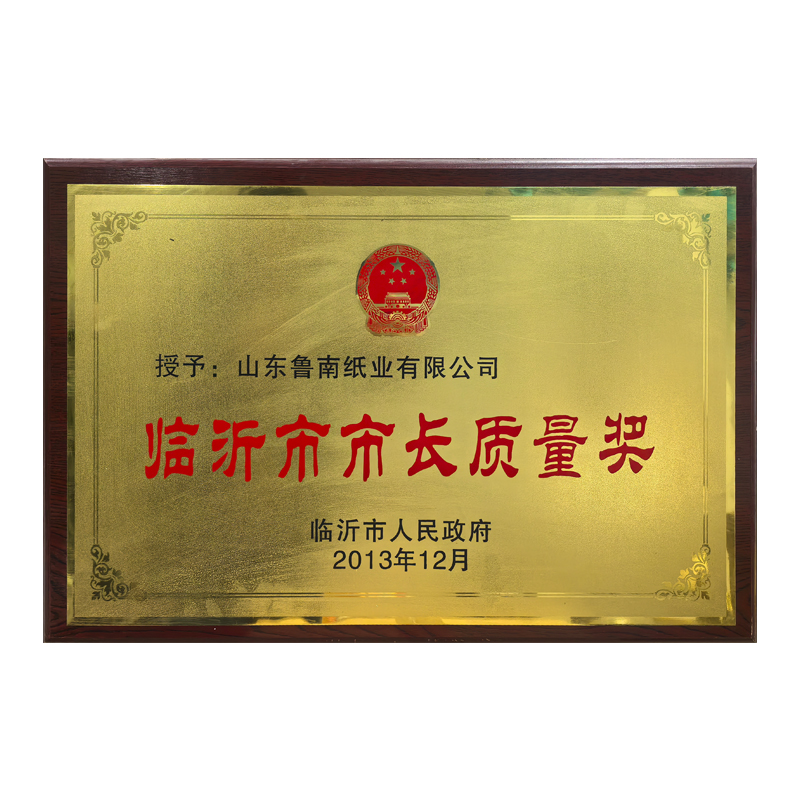 授予：山东鲁南纸业有限公司
临沂市市长质量奖
临沂市人民政府
2013年12月